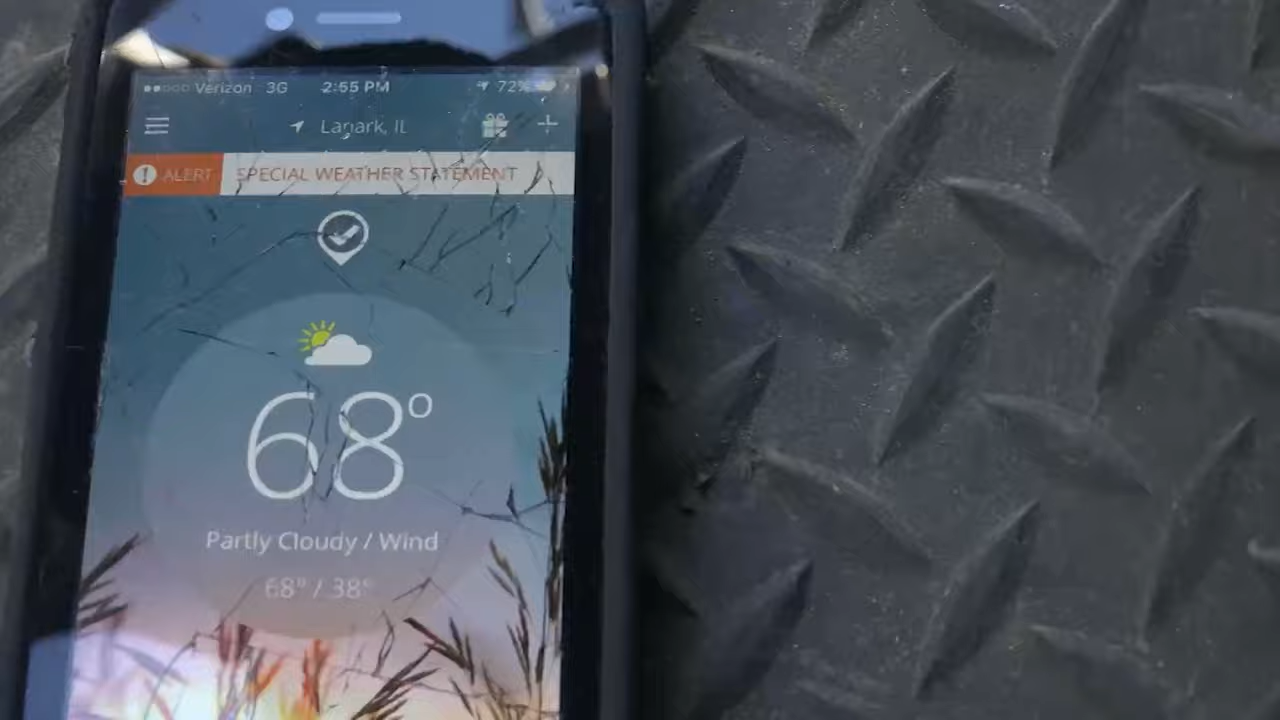 Verizon 3G 2:55 PM 72%
Lanark, IL
! ALERT SPECIAL WEATHER STATEMENT
68°
Partly Cloudy / Wind
68° / 38°